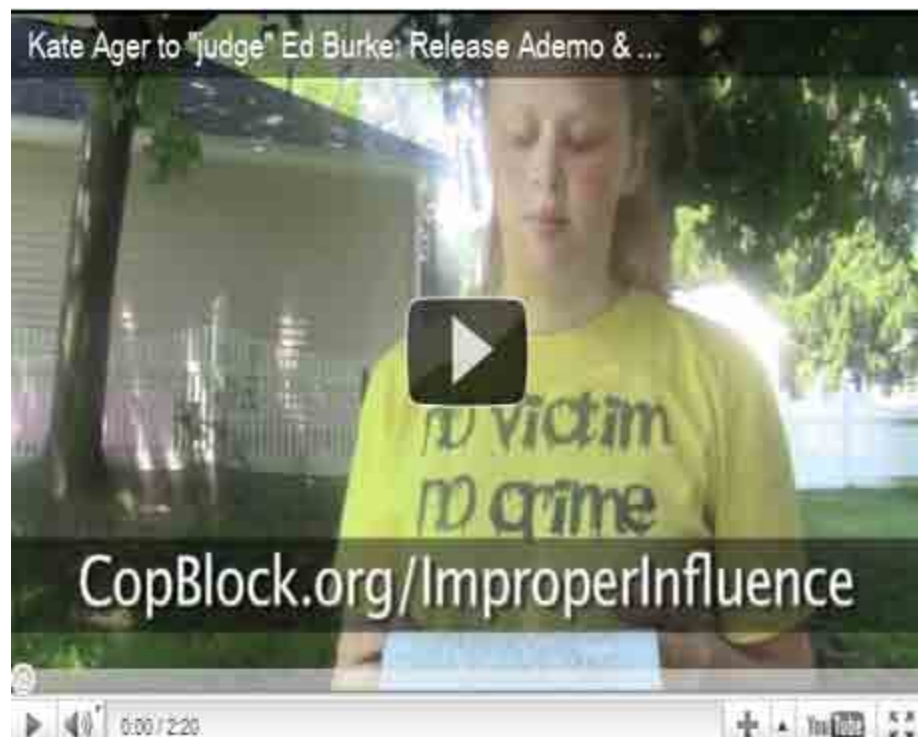 Kate Ager to "judge" Ed Burke: Release Ademo & ...
no victim
no crime
CopBlock.org/ImproperInfluence
0:00 / 2:20
YouTube